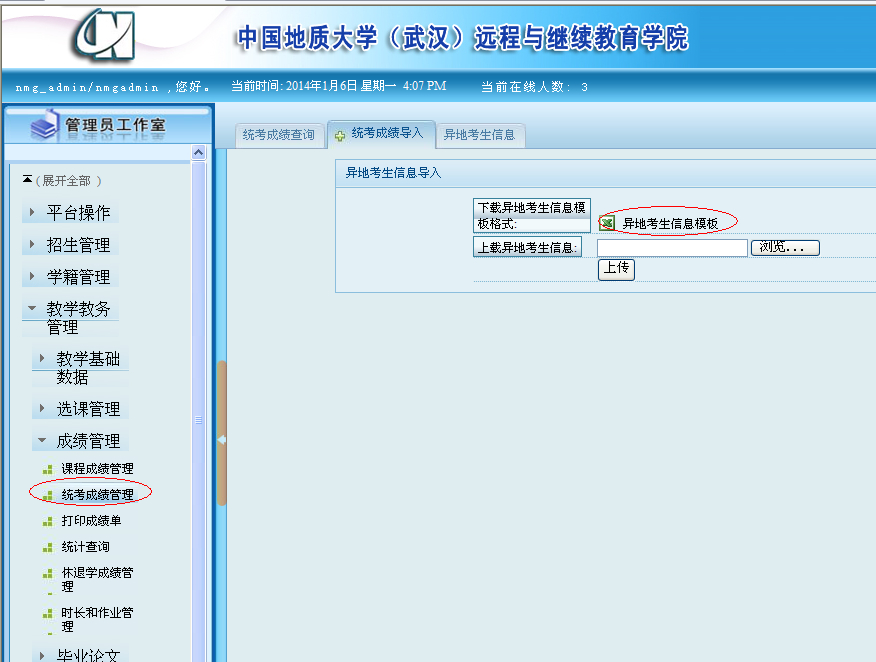 中国地质大学（武汉）远程与继续教育学院
nmg_admin/nmgadmin ,您好。 当前时间: 2014年1月6日 星期一 4:07 PM 当前在线人数: 3
管理员工作室
统考成绩查询 统考成绩导入 异地考生信息
(展开全部 )
异地考生信息导入
平台操作
招生管理
学籍管理
教学教务
管理
教学基础
数据
选课管理
成绩管理
课程成绩管理
统考成绩管理
打印成绩单
统计查询
休退学成绩管
理
时长和作业管
理
毕业论文
下载异地考生信息模
板格式:
异地考生信息模板
上载异地考生信息:
浏览...
上传